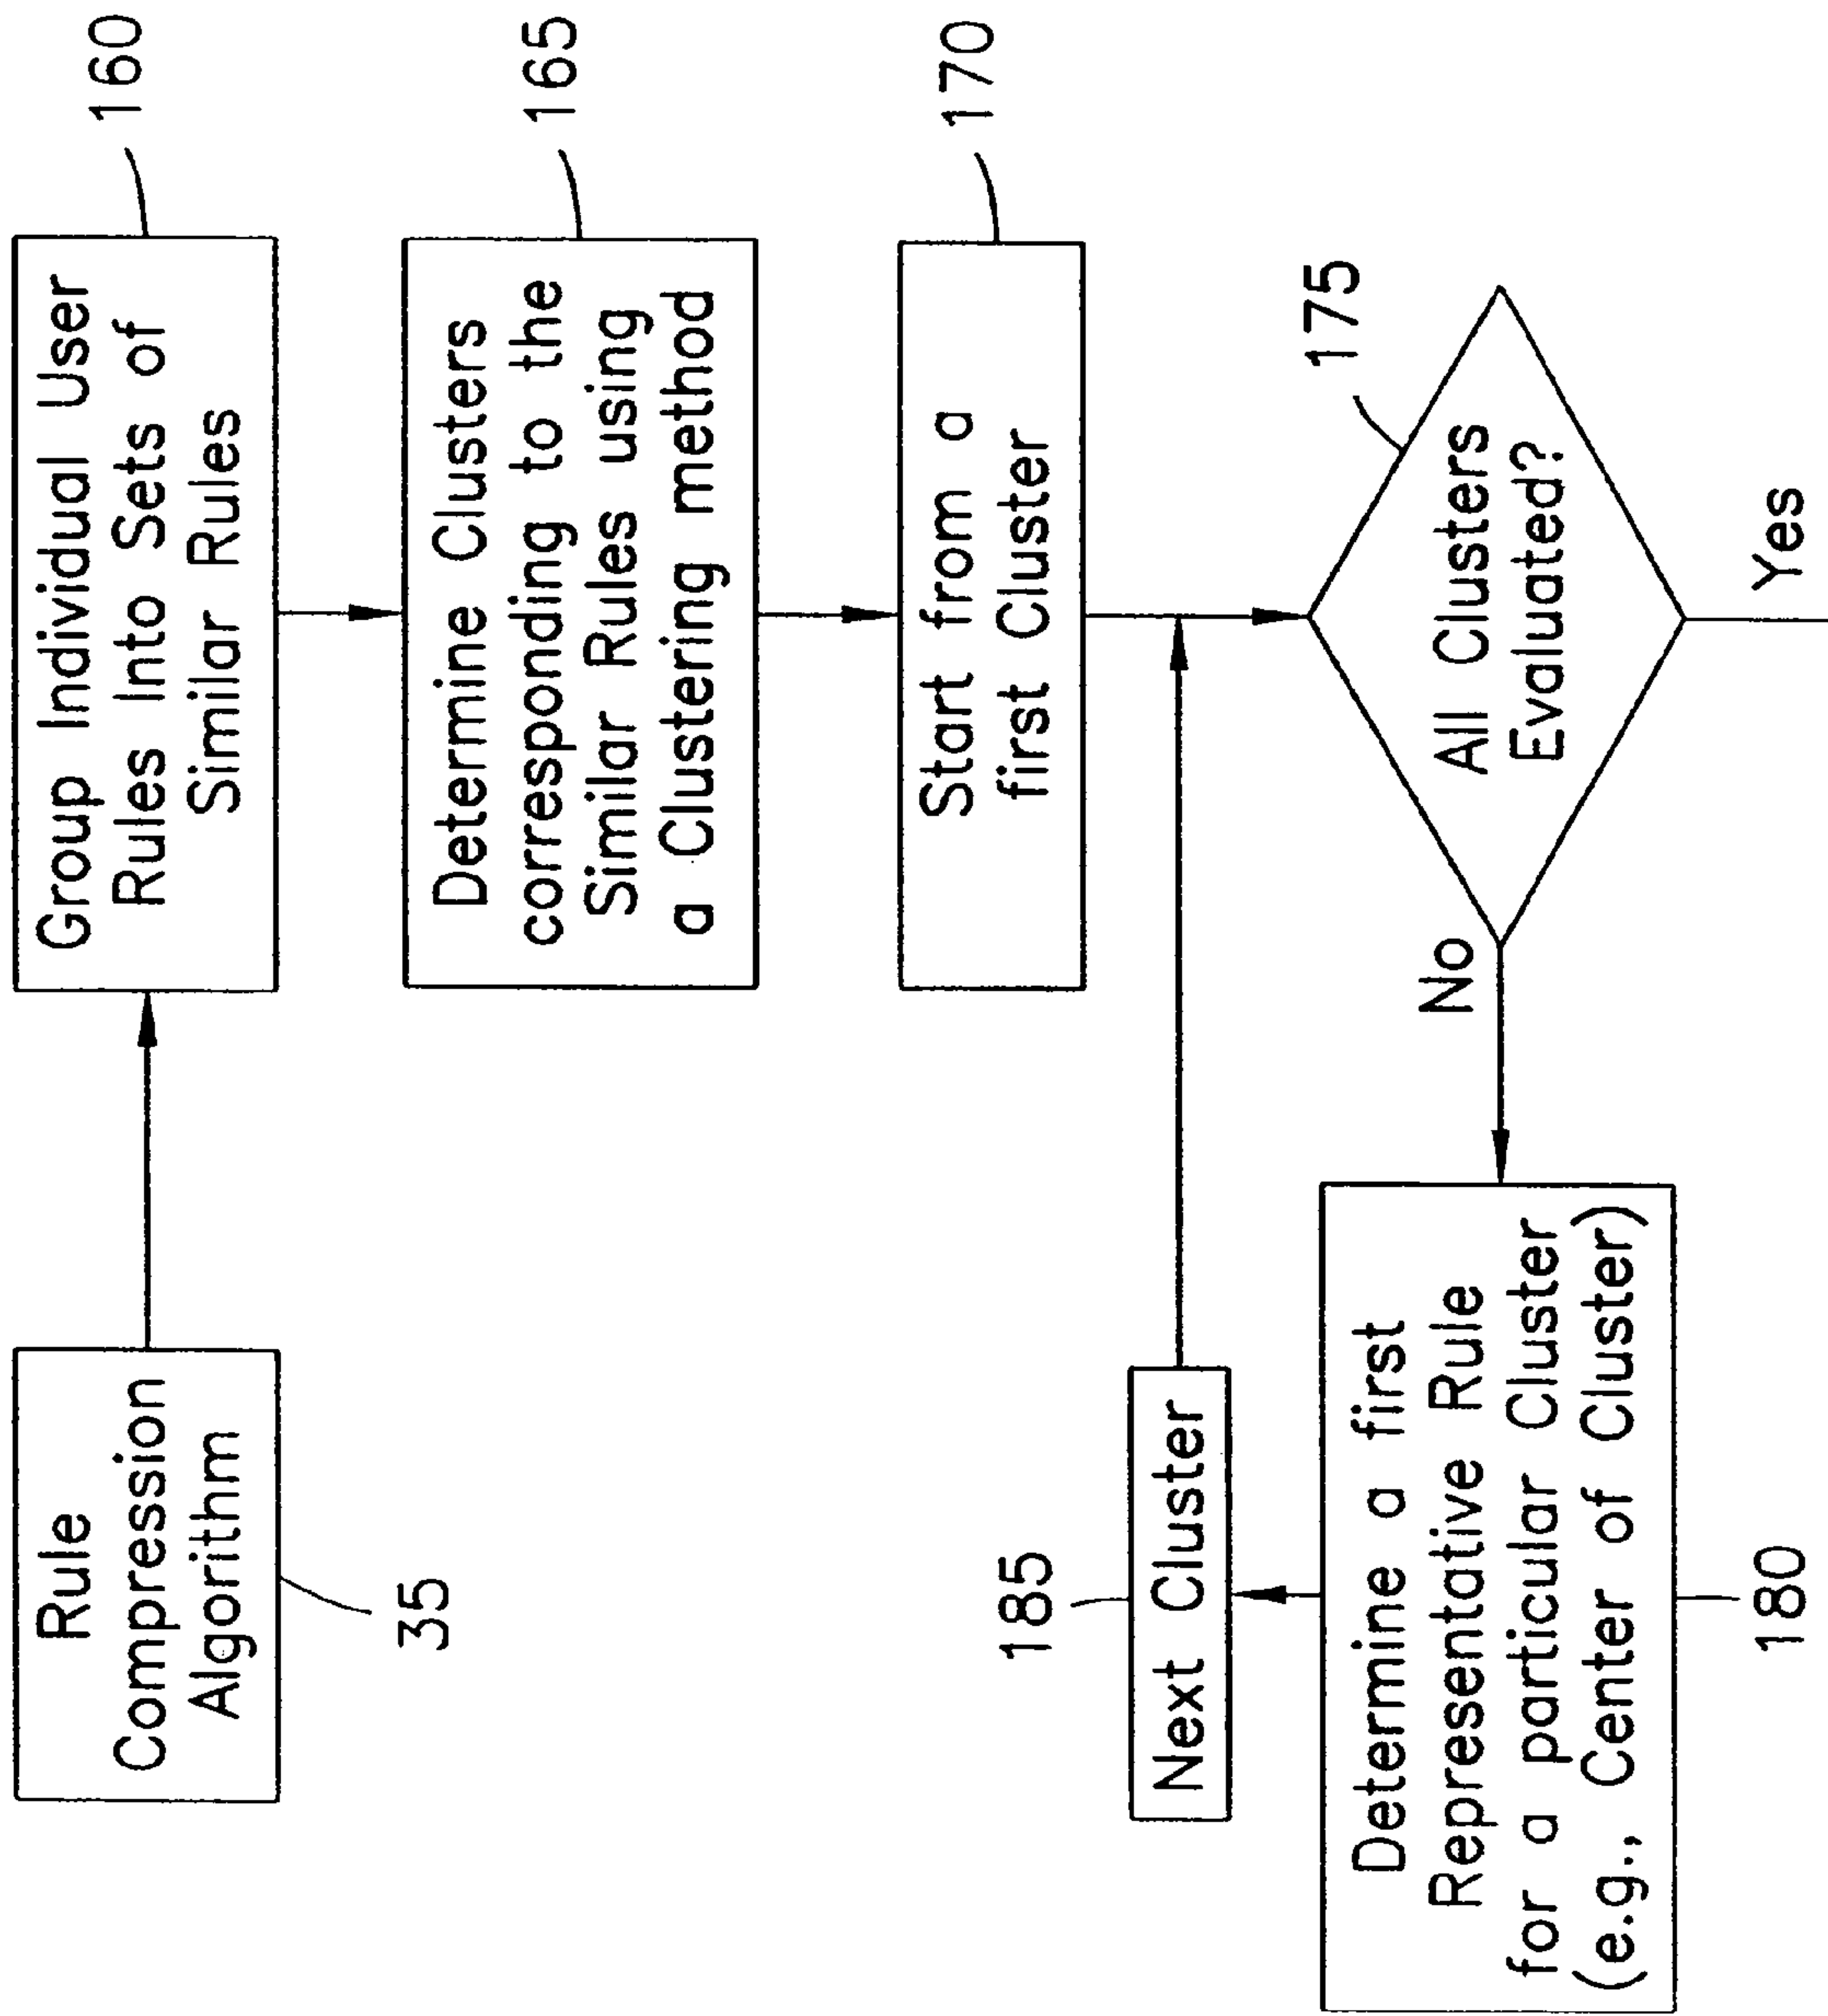 Rule
Compression
Algorithm
35
Group Individual User
Rules Into Sets of
Similar Rules
160
Determine Clusters
corresponding to the
Similar Rules using
a Clustering method
165
Start from a
first Cluster
170
All Clusters
Evaluated?
175
Yes
No
Determine a first
Representative Rule
for a particular Cluster
(e.g., Center of Cluster)
180
Next Cluster
185